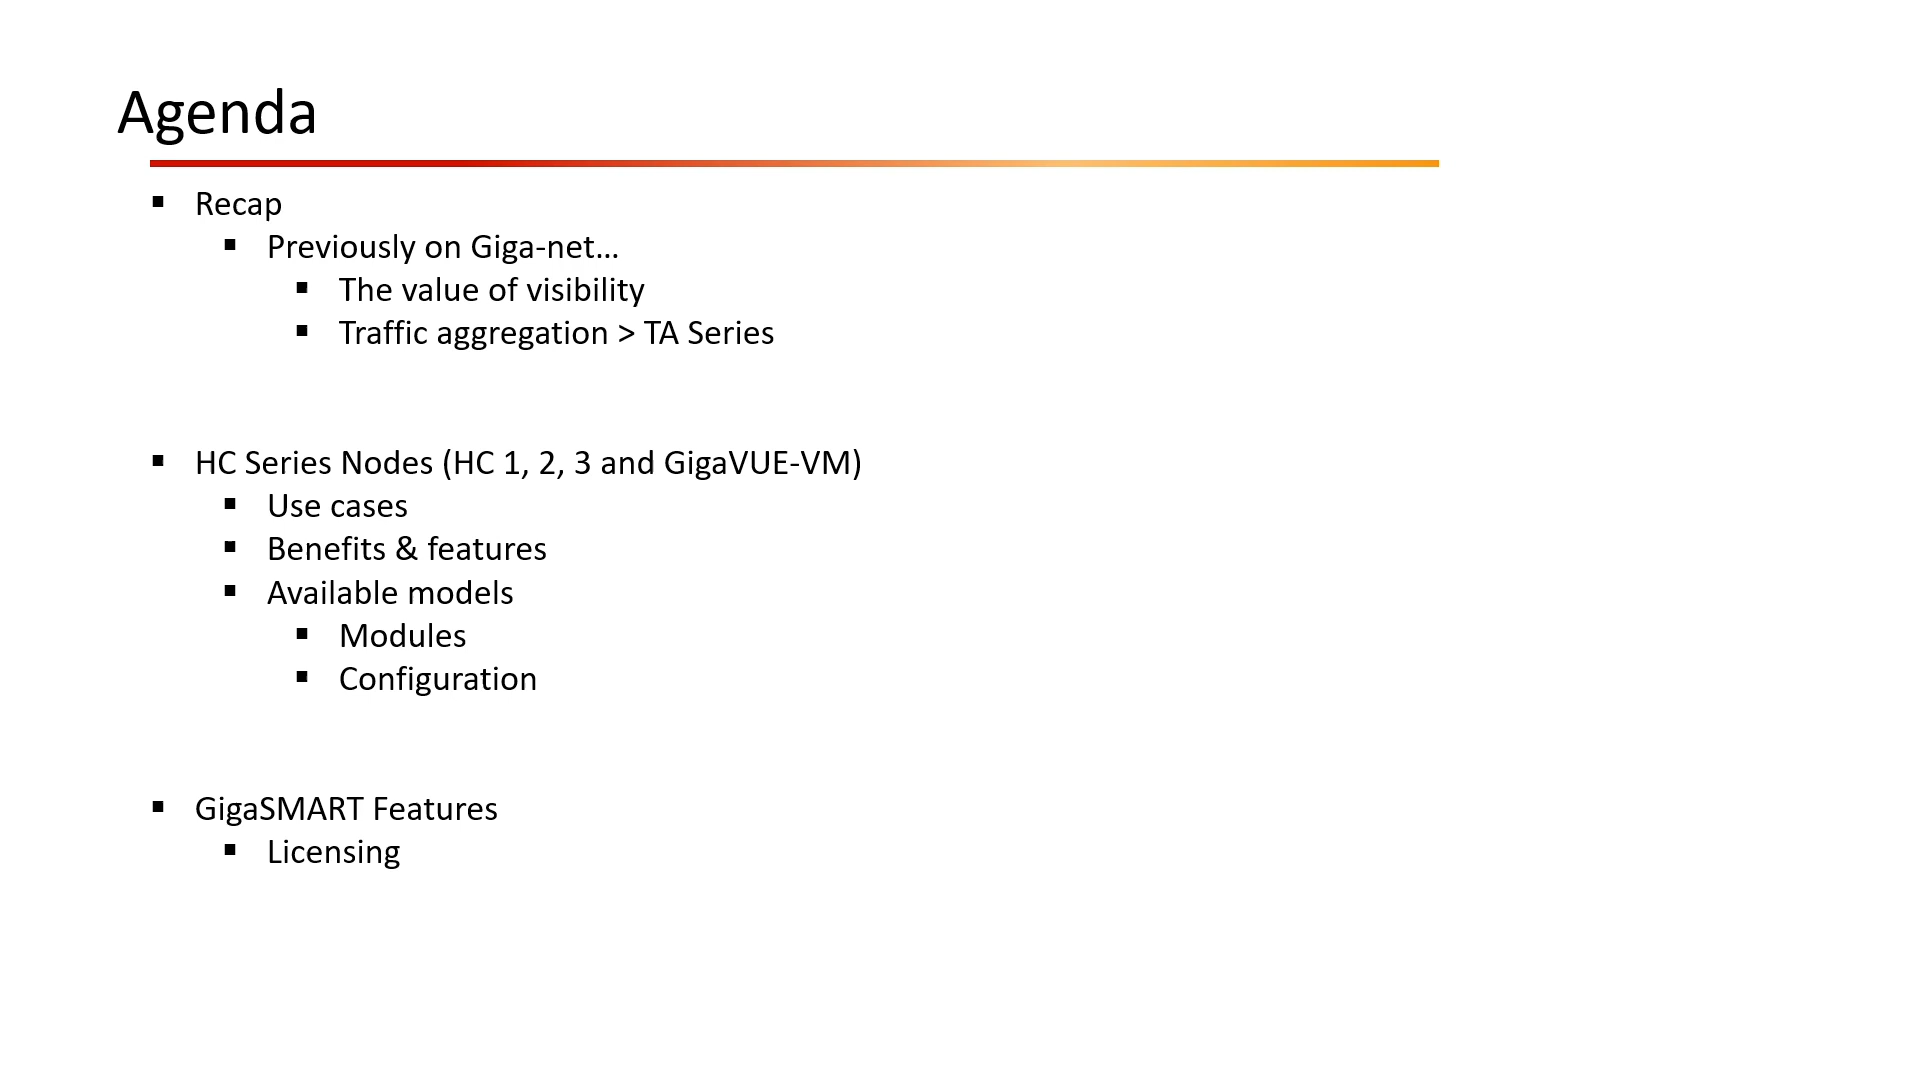 Agenda
▪ Recap
▪ Previously on Giga-net…
▪ The value of visibility
▪ Traffic aggregation > TA Series
▪ HC Series Nodes (HC 1, 2, 3 and GigaVUE-VM)
▪ Use cases
▪ Benefits & features
▪ Available models
▪ Modules
▪ Configuration
▪ GigaSMART Features
▪ Licensing